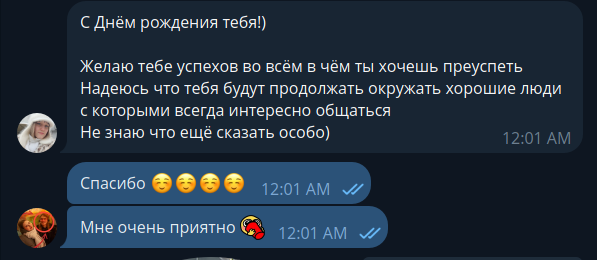 С Днём рождения тебя!)
Желаю тебе успехов во всём в чём ты хочешь преуспеть
Надеюсь что тебя будут продолжать окружать хорошие люди
с которыми всегда интересно общаться
Не знаю что ещё сказать особо)
12:01 AM
Спасибо ☺️☺️☺️☺️ 12:01 AM
Мне очень приятно 12:01 AM